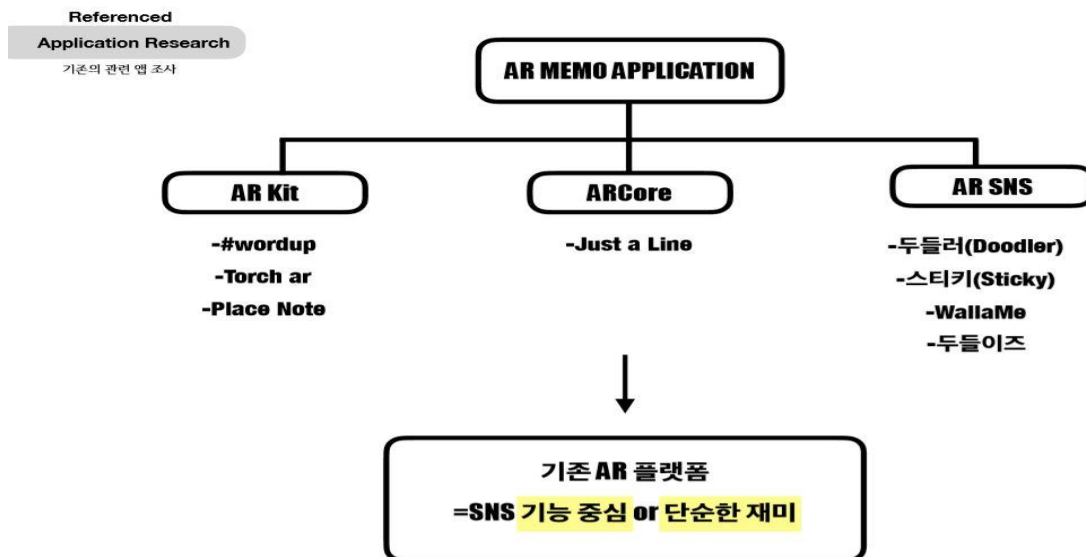 Referenced
Application Research
기존의 관련 앱 조사
AR MEMO APPLICATION
AR Kit
-#wordup
-Torch ar
-Place Note
ARCore
-Just a Line
AR SNS
-두들러(Doodler)
-스티키(Sticky)
-WallaMe
-두들이즈
기존 AR 플랫폼
=SNS 기능 중심 or 단순한 재미